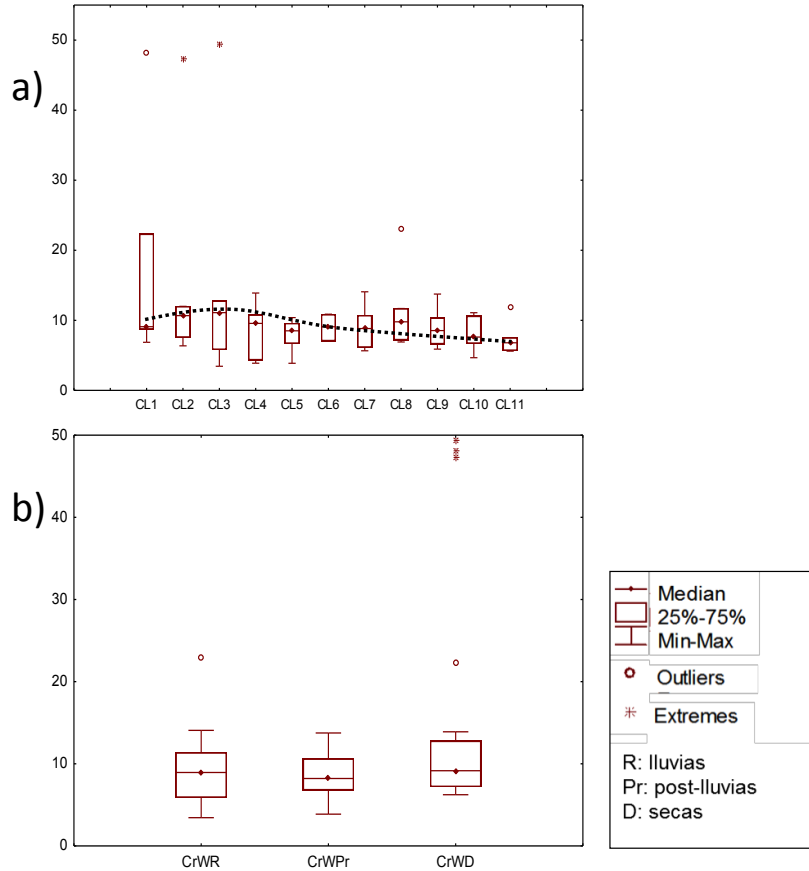 a)
50
40
30
20
10
0
CL1 CL2 CL3 CL4 CL5 CL6 CL7 CL8 CL9 CL10 CL11
b)
50
40
30
20
10
0
CrWR CrWPr CrWD
Median
25%-75%
Min-Max
Outliers
Extremes
R: lluvias
Pr: post-lluvias
D: secas